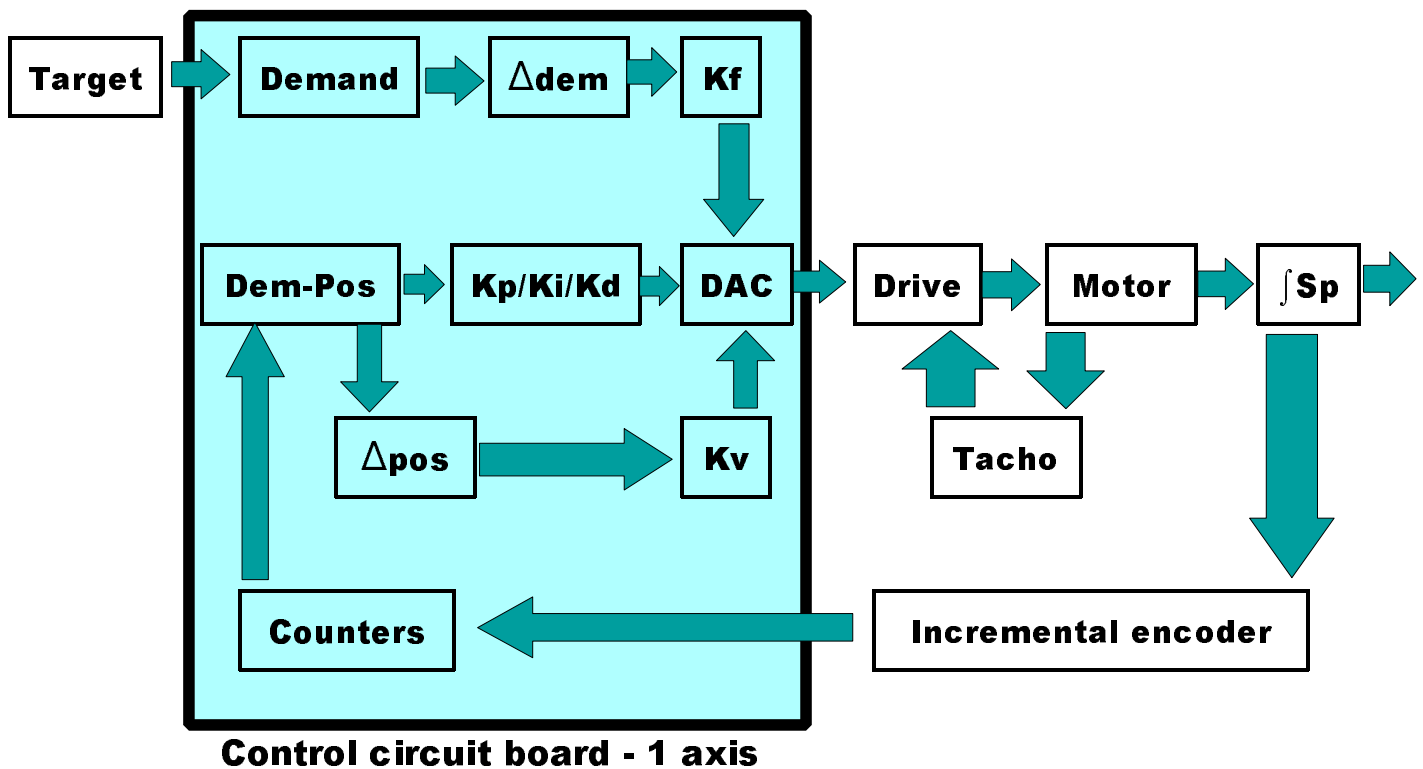 Target
Demand
Δdem
Kf
Dem-Pos
Kp/Ki/Kd
DAC
Drive
Motor
∫Sp
Δpos
Kv
Tacho
Counters
Incremental encoder
Control circuit board - 1 axis